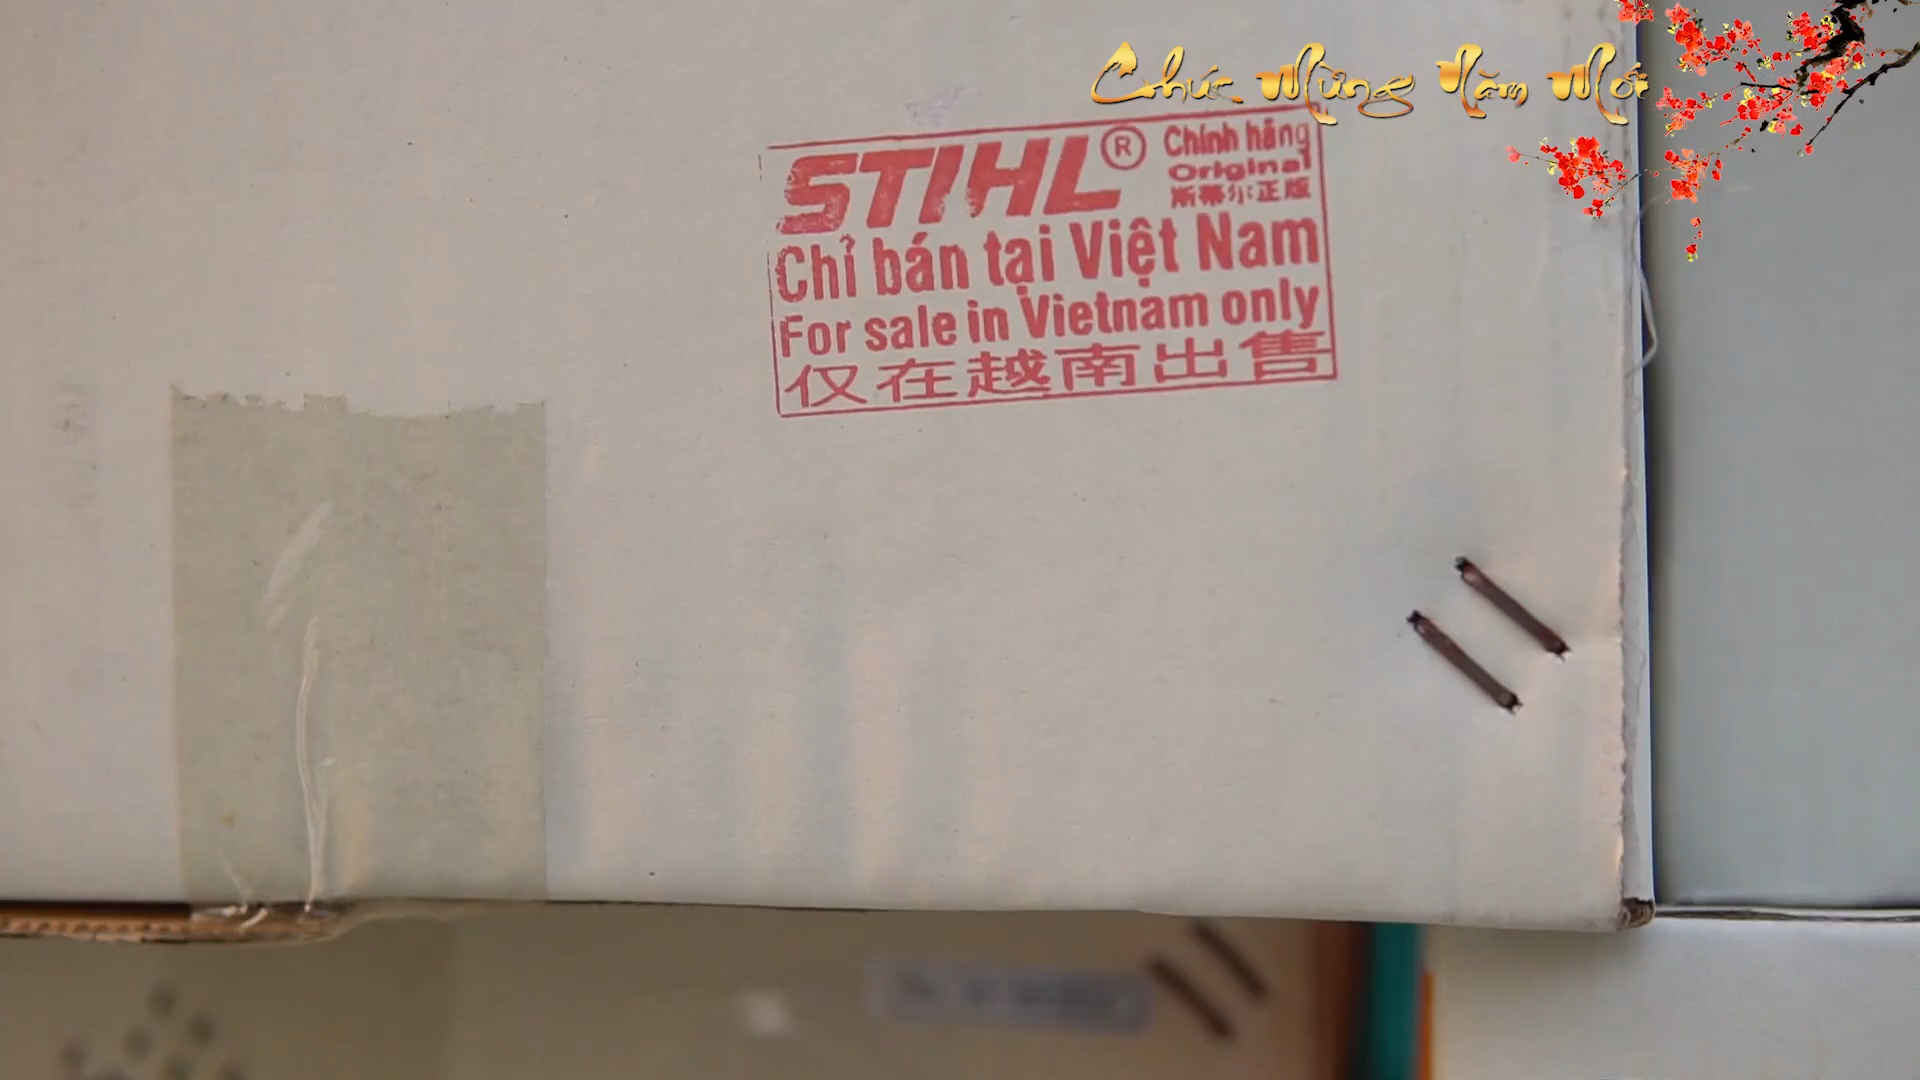 Chúc Mừng Năm Mới
STIHL® Chính hãng
Original
斯蒂尔正版
Chỉ bán tại Việt Nam
For sale in Vietnam only
仅在越南出售